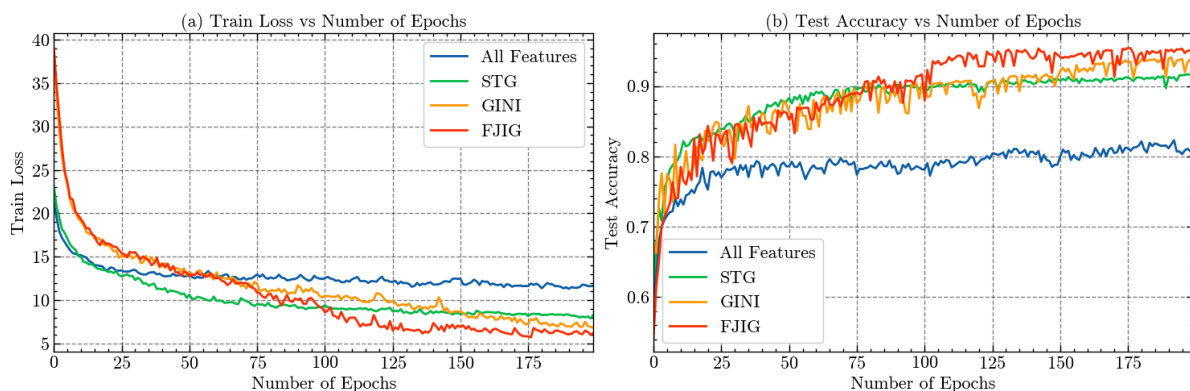 (a) Train Loss vs Number of Epochs
40
35
30
25
20
15
10
5
Train Loss
All Features
STG
GINI
FJIG
0 25 50 75 100 125 150 175
Number of Epochs
(b) Test Accuracy vs Number of Epochs
0.9
0.8
0.7
0.6
Test Accuracy
All Features
STG
GINI
FJIG
0 25 50 75 100 125 150 175
Number of Epochs